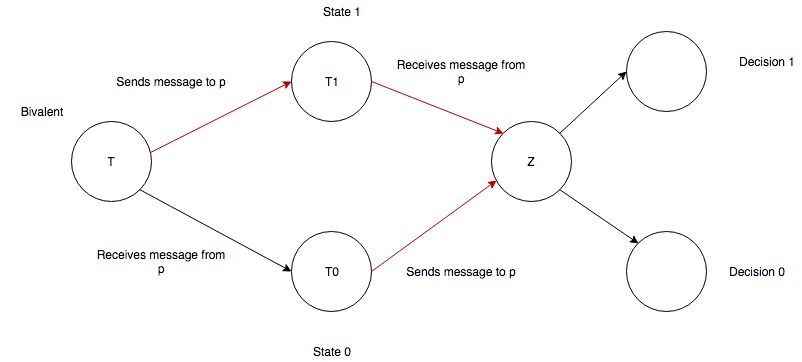 State 1
T1
Sends message to p
Receives message from
p
Decision 1
Bivalent
T
Z
Receives message from
p
T0
Sends message to p
Decision 0
State 0